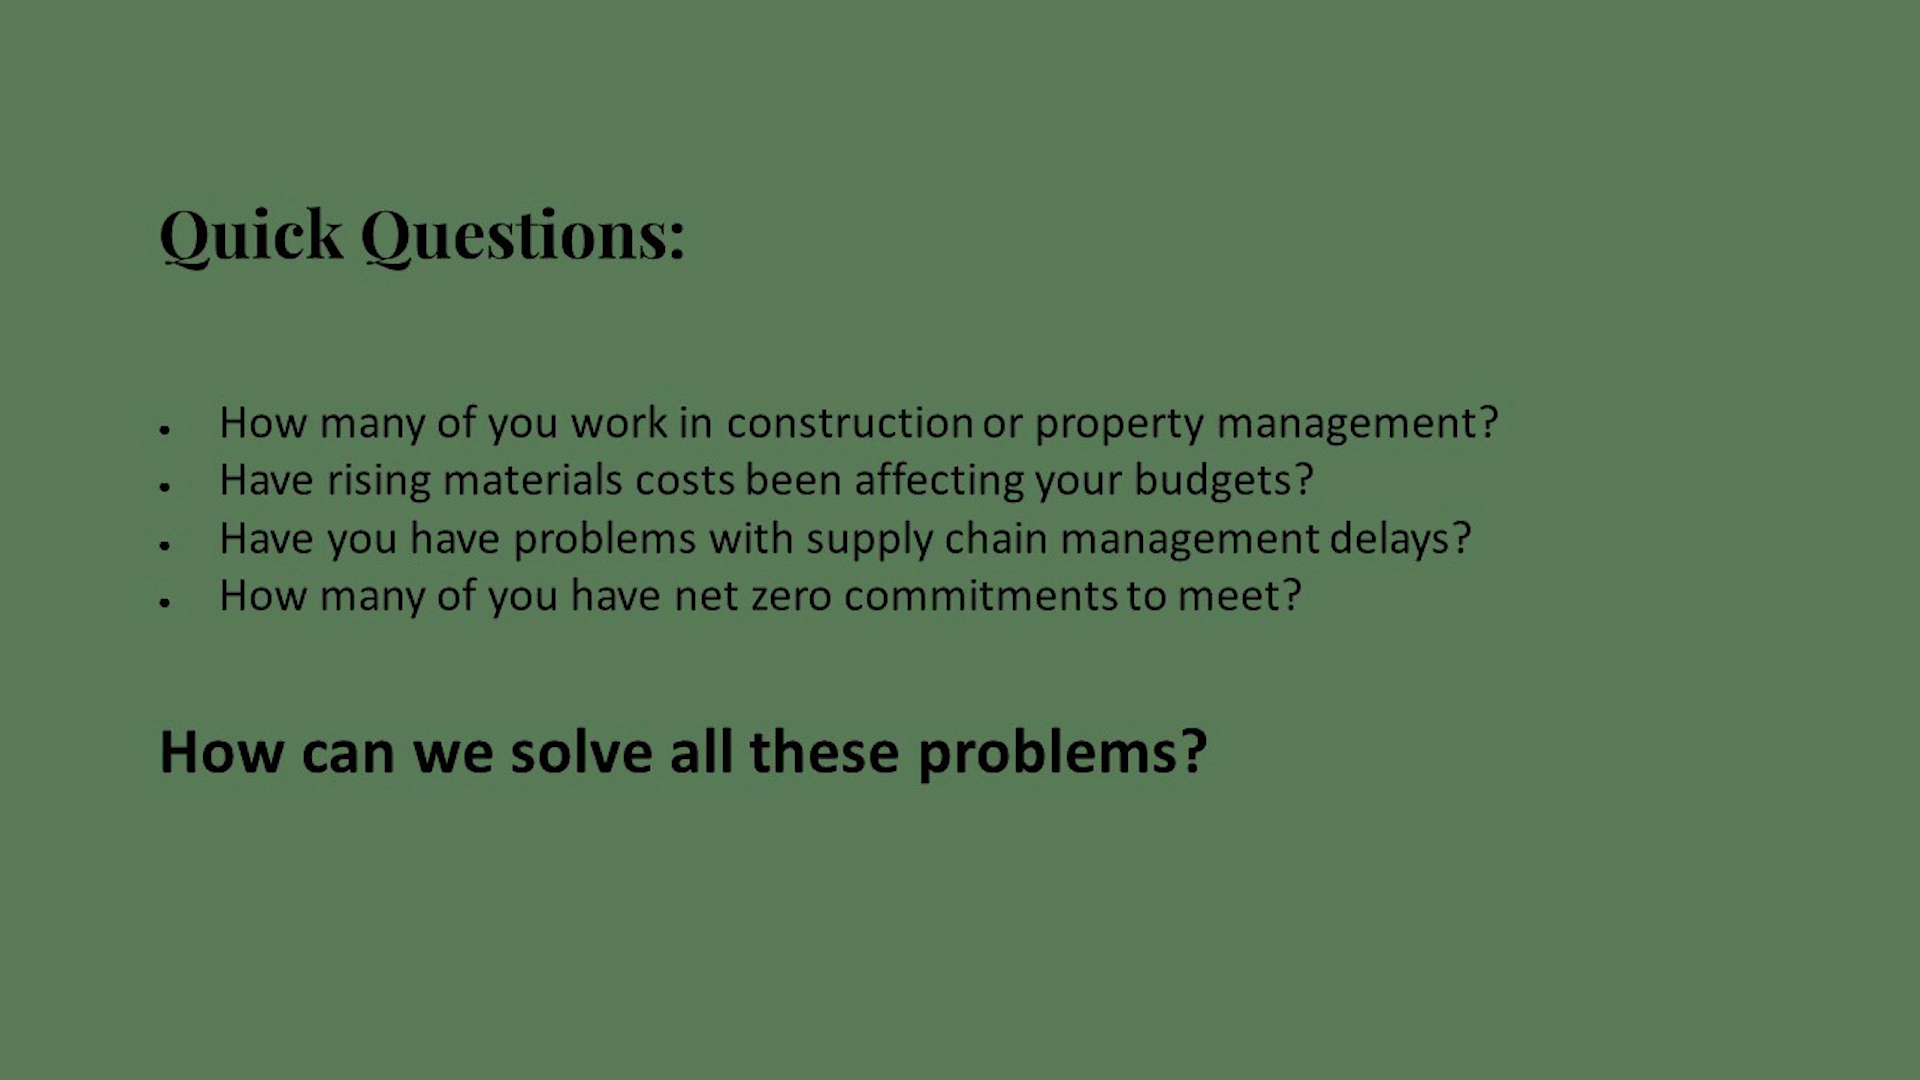 Quick Questions:
• How many of you work in construction or property management?
• Have rising materials costs been affecting your budgets?
• Have you have problems with supply chain management delays?
• How many of you have net zero commitments to meet?
How can we solve all these problems?